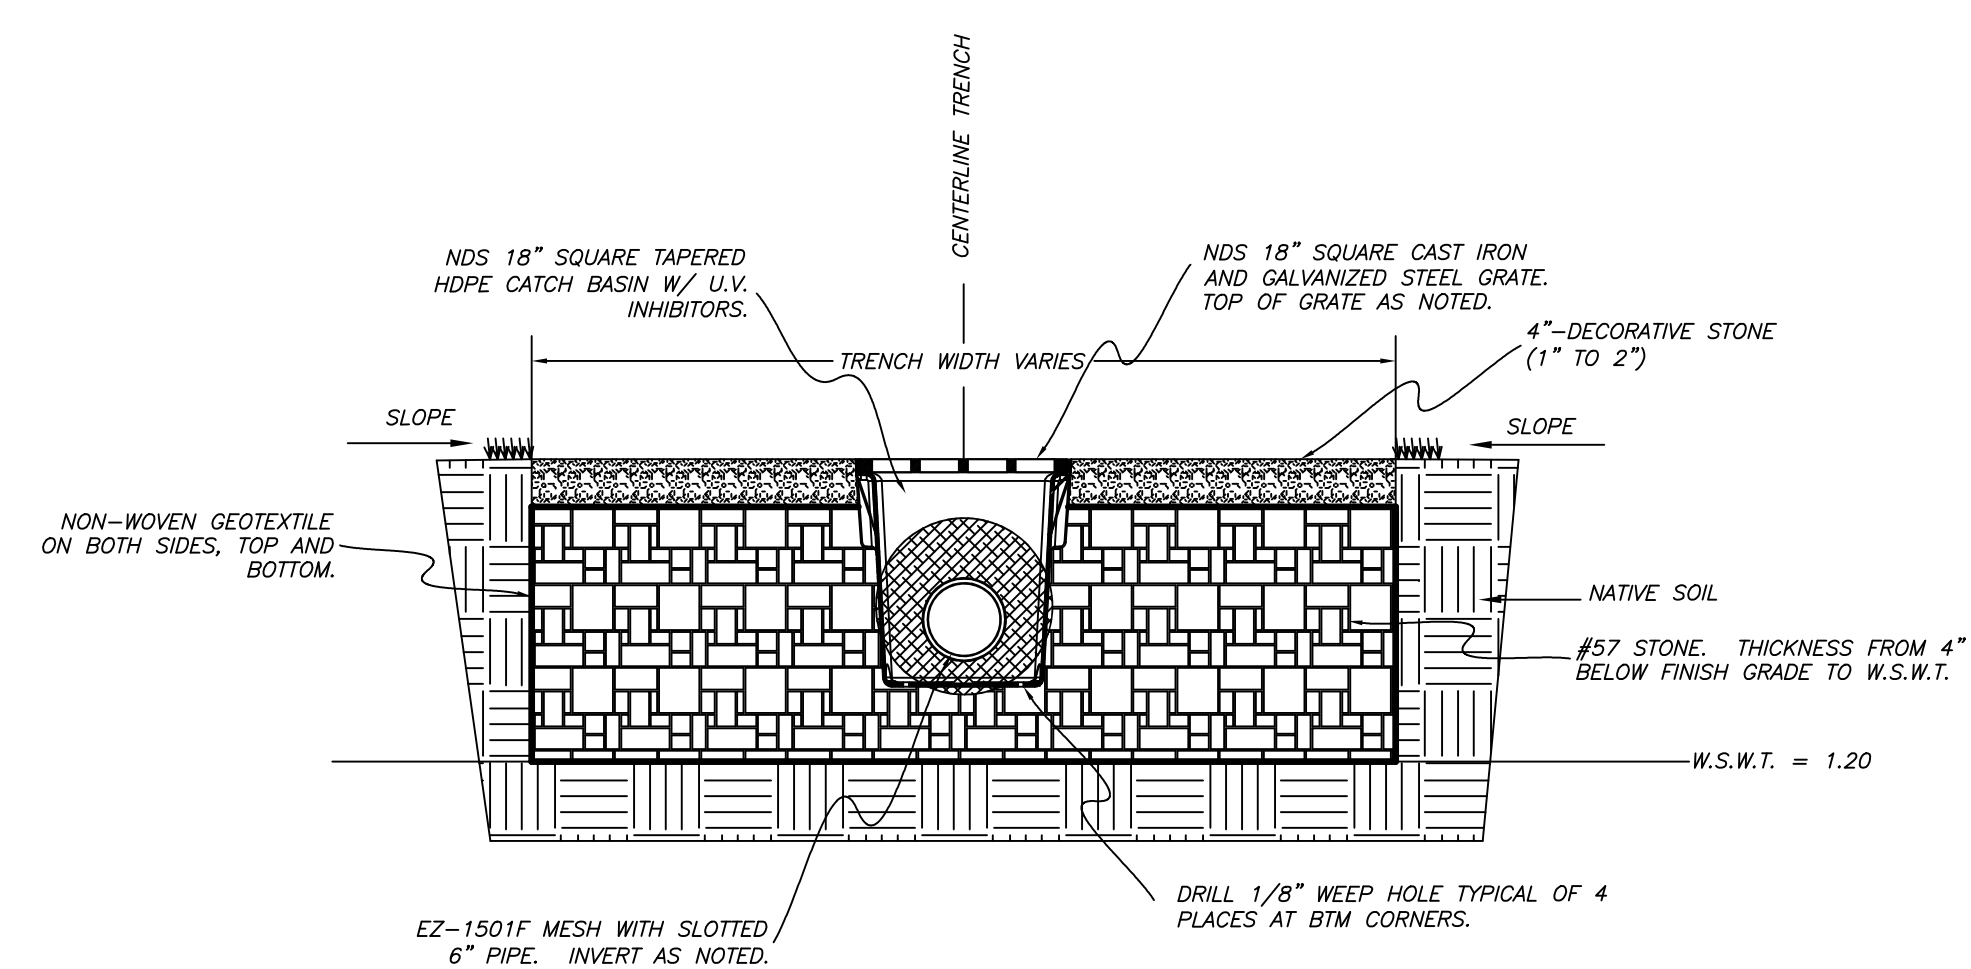 CENTERLINE TRENCH
NDS 18" SQUARE TAPERED
HDPE CATCH BASIN W/ U.V.
INHIBITORS.
NDS 18" SQUARE CAST IRON
AND GALVANIZED STEEL GRATE.
TOP OF GRATE AS NOTED.
4"-DECORATIVE STONE
(1" TO 2")
TRENCH WIDTH VARIES
SLOPE
SLOPE
NON-WOVEN GEOTEXTILE
ON BOTH SIDES, TOP AND
BOTTOM.
NATIVE SOIL
#57 STONE. THICKNESS FROM 4"
BELOW FINISH GRADE TO W.S.W.T.
W.S.W.T. = 1.20
DRILL 1/8" WEEP HOLE TYPICAL OF 4
PLACES AT BTM CORNERS.
EZ-1501F MESH WITH SLOTTED
6" PIPE. INVERT AS NOTED.